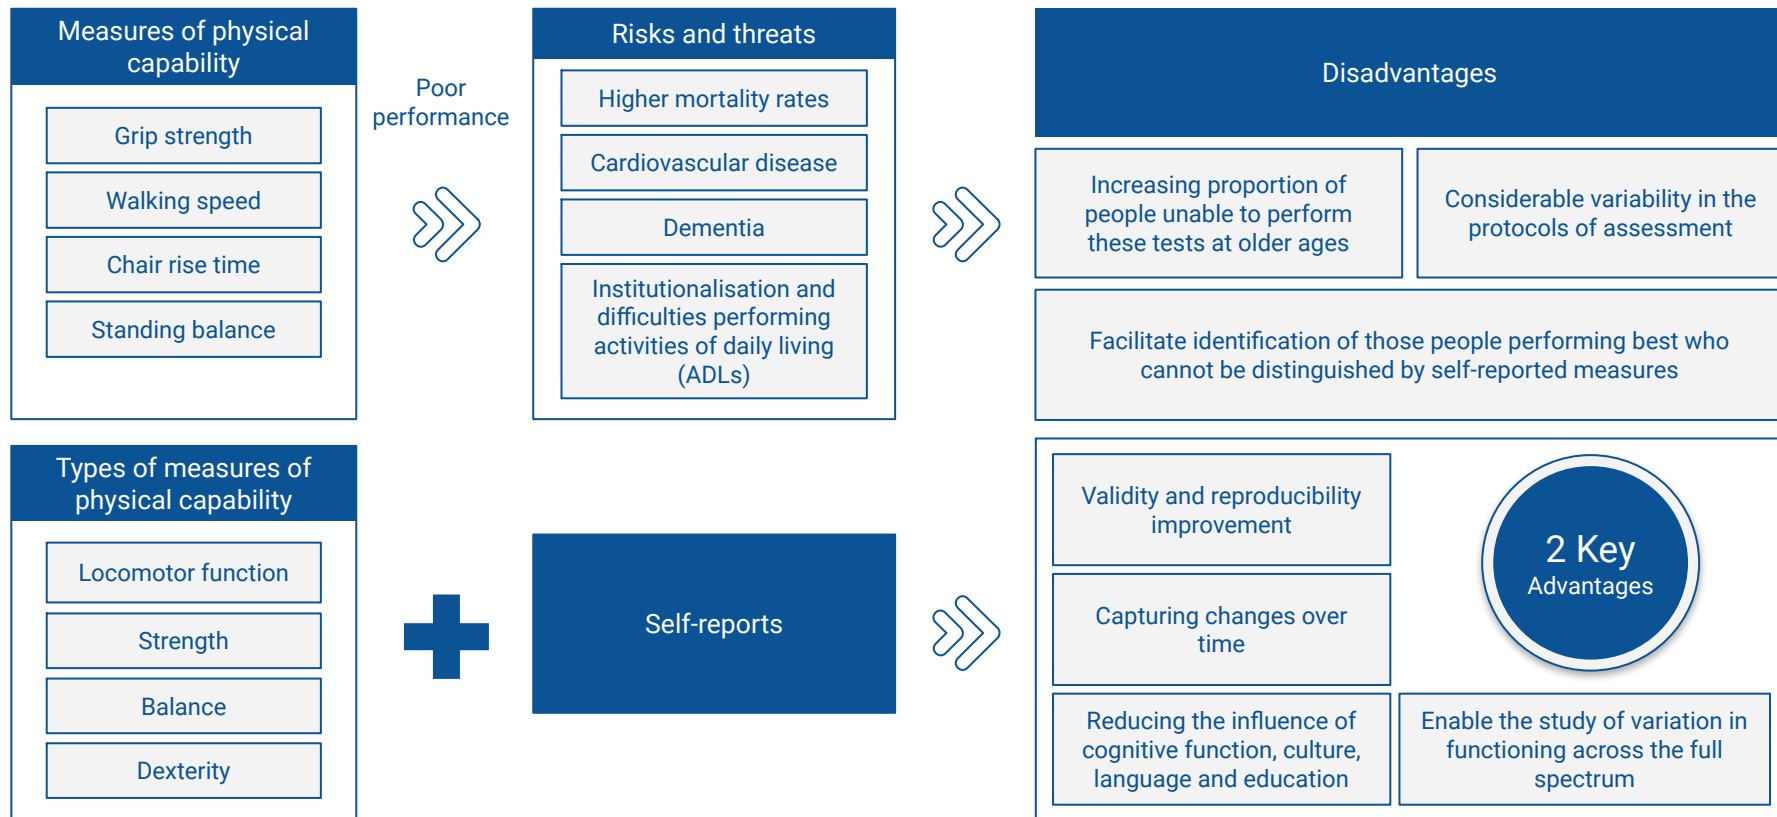 Measures of physical
capability
Grip strength
Walking speed
Chair rise time
Standing balance
Poor
performance
Risks and threats
Higher mortality rates
Cardiovascular disease
Dementia
Institutionalisation and
difficulties performing
activities of daily living
(ADLs)
Disadvantages
Increasing proportion of
people unable to perform
these tests at older ages
Considerable variability in the
protocols of assessment
Facilitate identification of those people performing best who
cannot be distinguished by self-reported measures
Types of measures of
physical capability
Locomotor function
Strength
Balance
Dexterity
Self-reports
Validity and reproducibility
improvement
Capturing changes over
time
Reducing the influence of
cognitive function, culture,
language and education
2 Key
Advantages
Enable the study of variation in
functioning across the full
spectrum